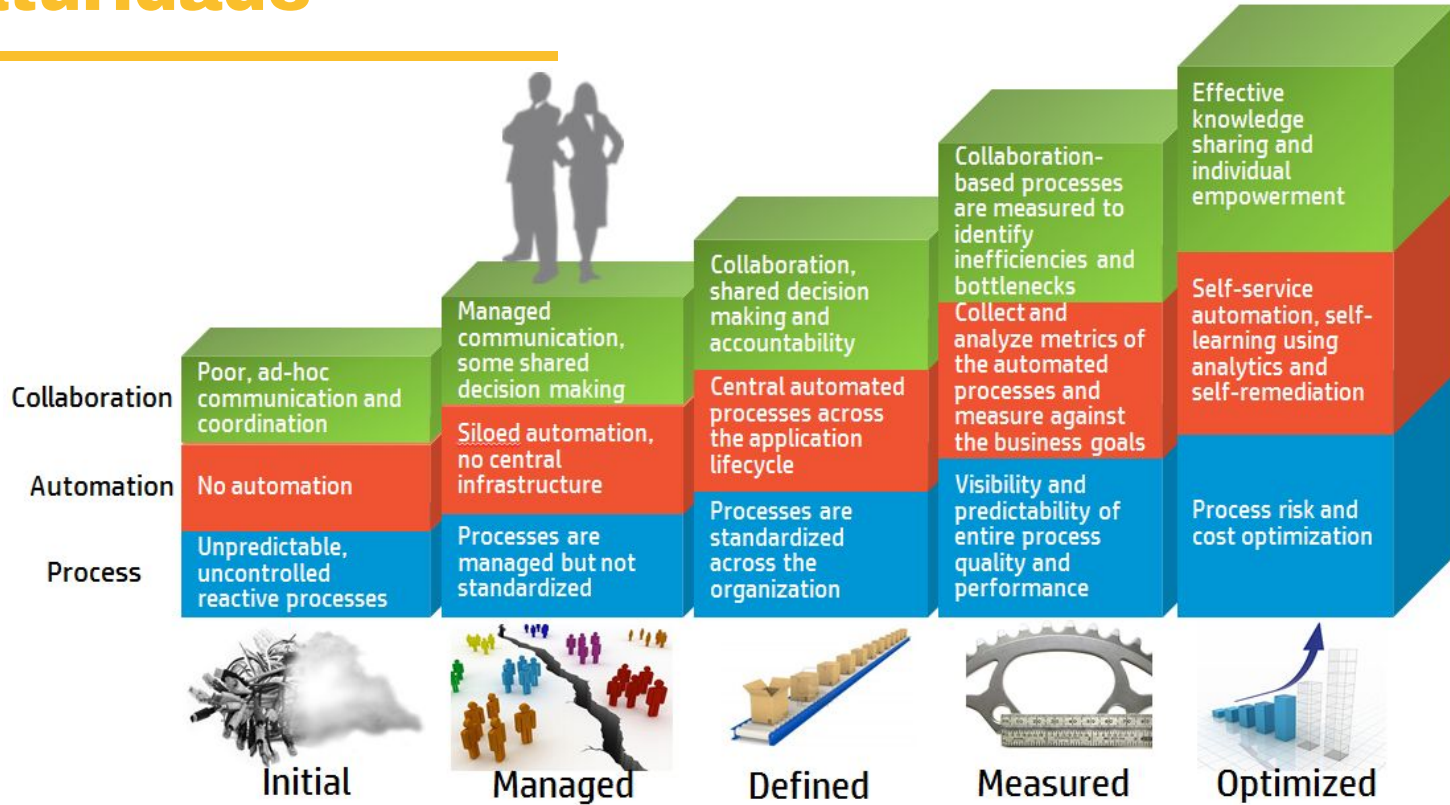 Collaboration
Automation
Process
Poor, ad-hoc
communication and
coordination
No automation
Unpredictable,
uncontrolled
reactive processes
Initial
Managed
communication,
some shared
decision making
Siloed automation,
no central
infrastructure
Processes are
managed but not
standardized
Managed
Collaboration,
shared decision
making and
accountability
Central automated
processes across
the application
lifecycle
Processes are
standardized
across the
organization
Defined
Collaboration-
based processes
are measured to
identify
inefficiencies and
bottlenecks
Collect and
analyze metrics of
the automated
processes and
measure against
the business goals
Visibility and
predictability of
entire process
quality and
performance
Measured
Effective
knowledge
sharing and
individual
empowerment
Self-service
automation, self-
learning using
analytics and
self-remediation
Process risk and
cost optimization
Optimized